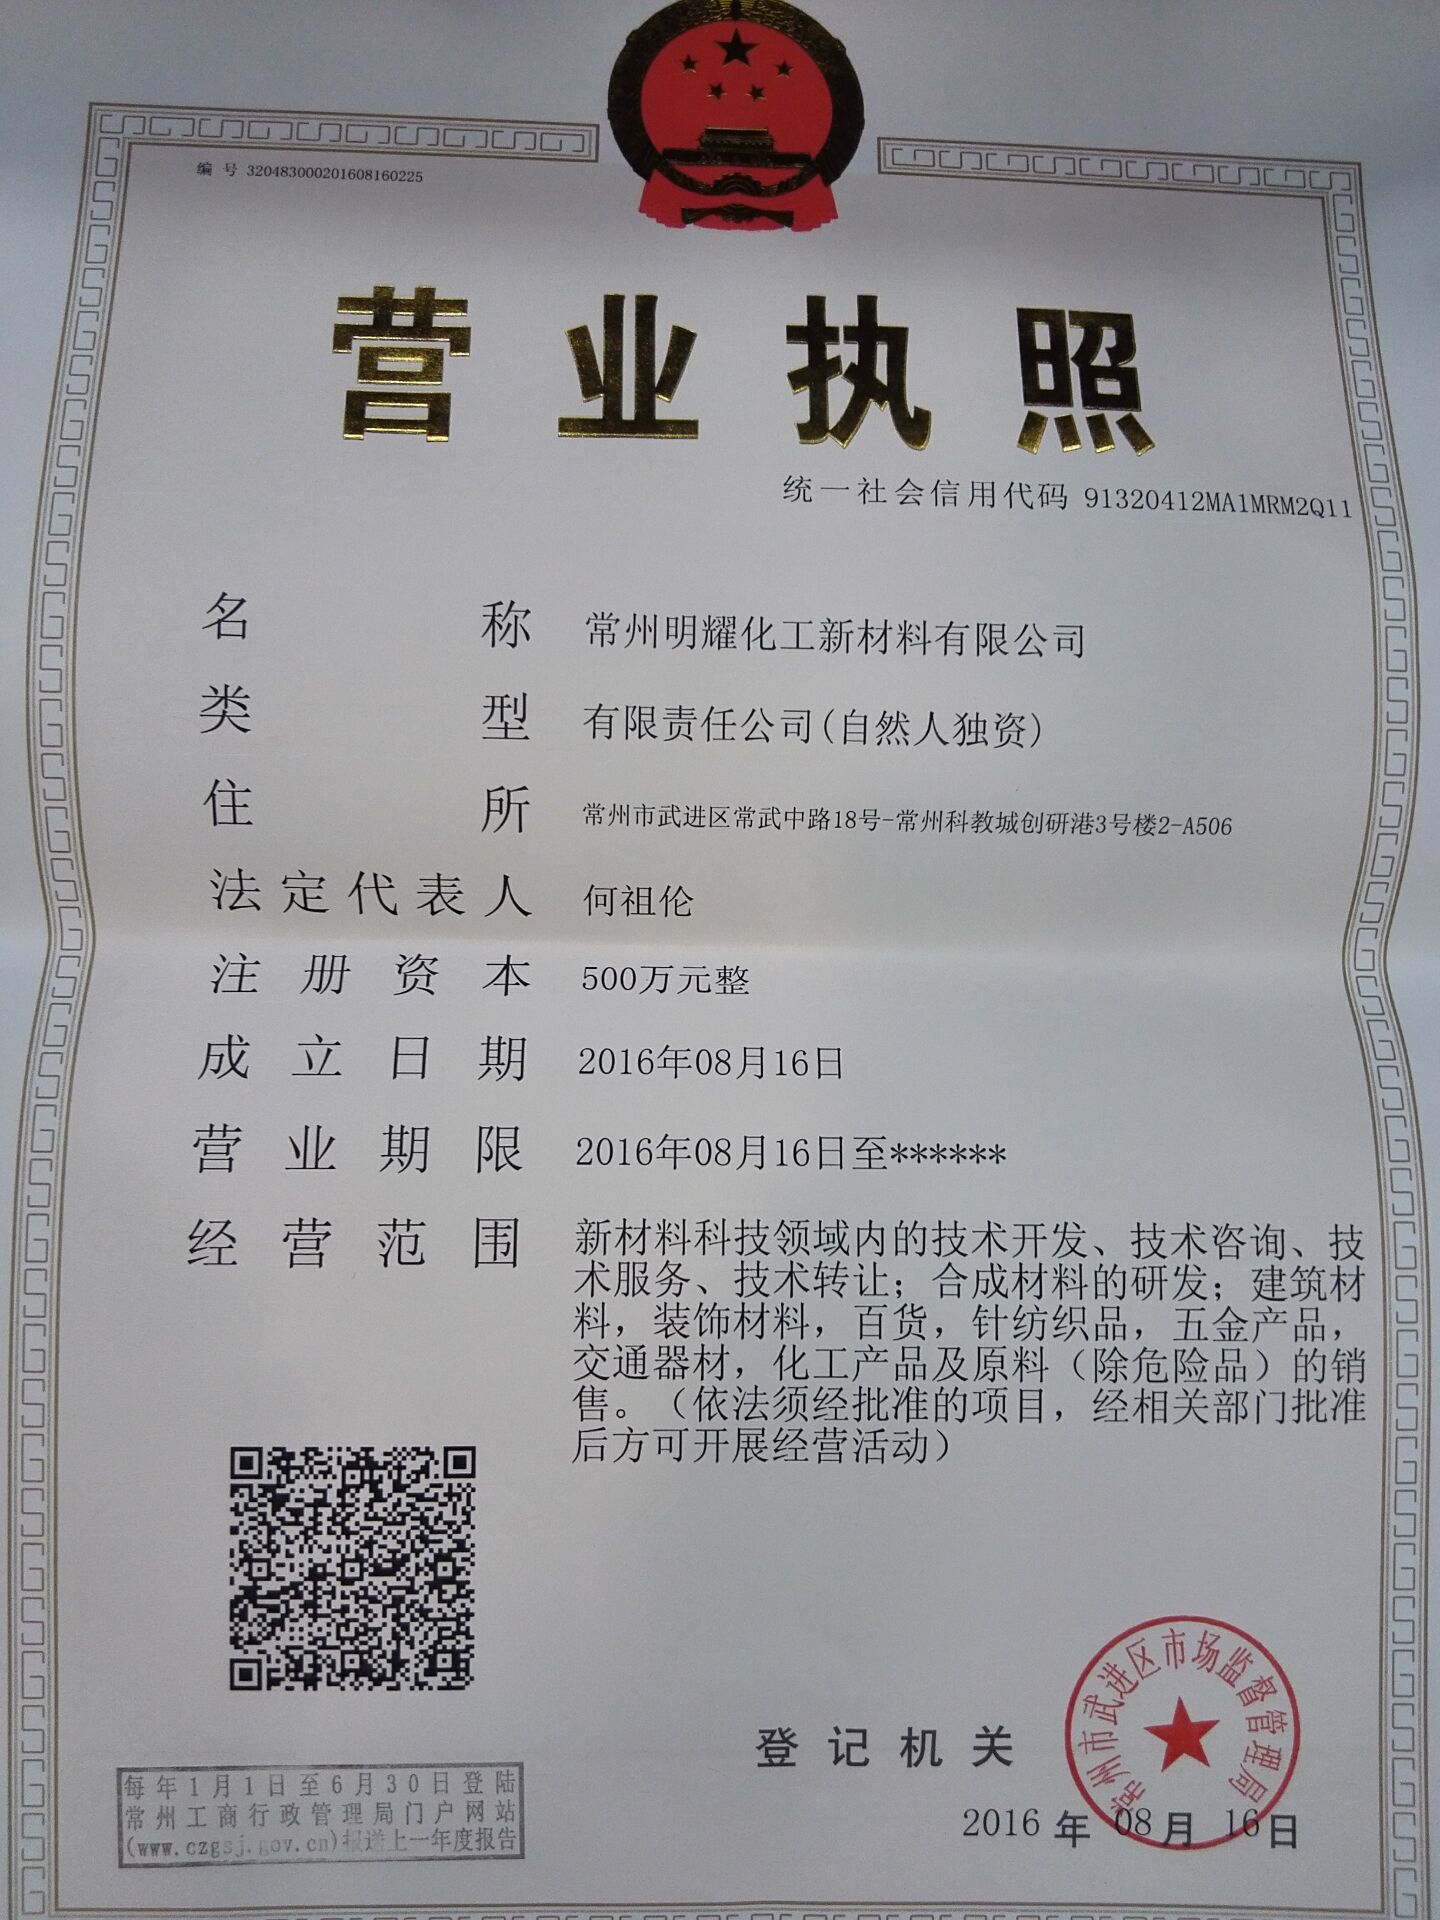 编 号 320483000201608160225
营业执照
统一社会信用代码 91320412MA1MRM2Q11
名称 常州明耀化工新材料有限公司
类型 有限责任公司(自然人独资)
住所 常州市武进区常武中路18号-常州科教城创研港3号楼2-A506
法定代表人 何祖伦
注册资本 500万元整
成立日期 2016年08月16日
营业期限 2016年08月16日至******
经营范围 新材料科技领域内的技术开发、技术咨询、技
术服务、技术转让；合成材料的研发；建筑材
料，装饰材料，百货，针纺织品，五金产品，
交通器材，化工产品及原料（除危险品）的销
售。（依法须经批准的项目，经相关部门批准
后方可开展经营活动）
登记机关
常州市武进区市场监督管理局
2016年08月16日
每年1月1日至6月30日登陆
常州工商行政管理局门户网站
(www.czgsj.gov.cn)报送上一年度报告